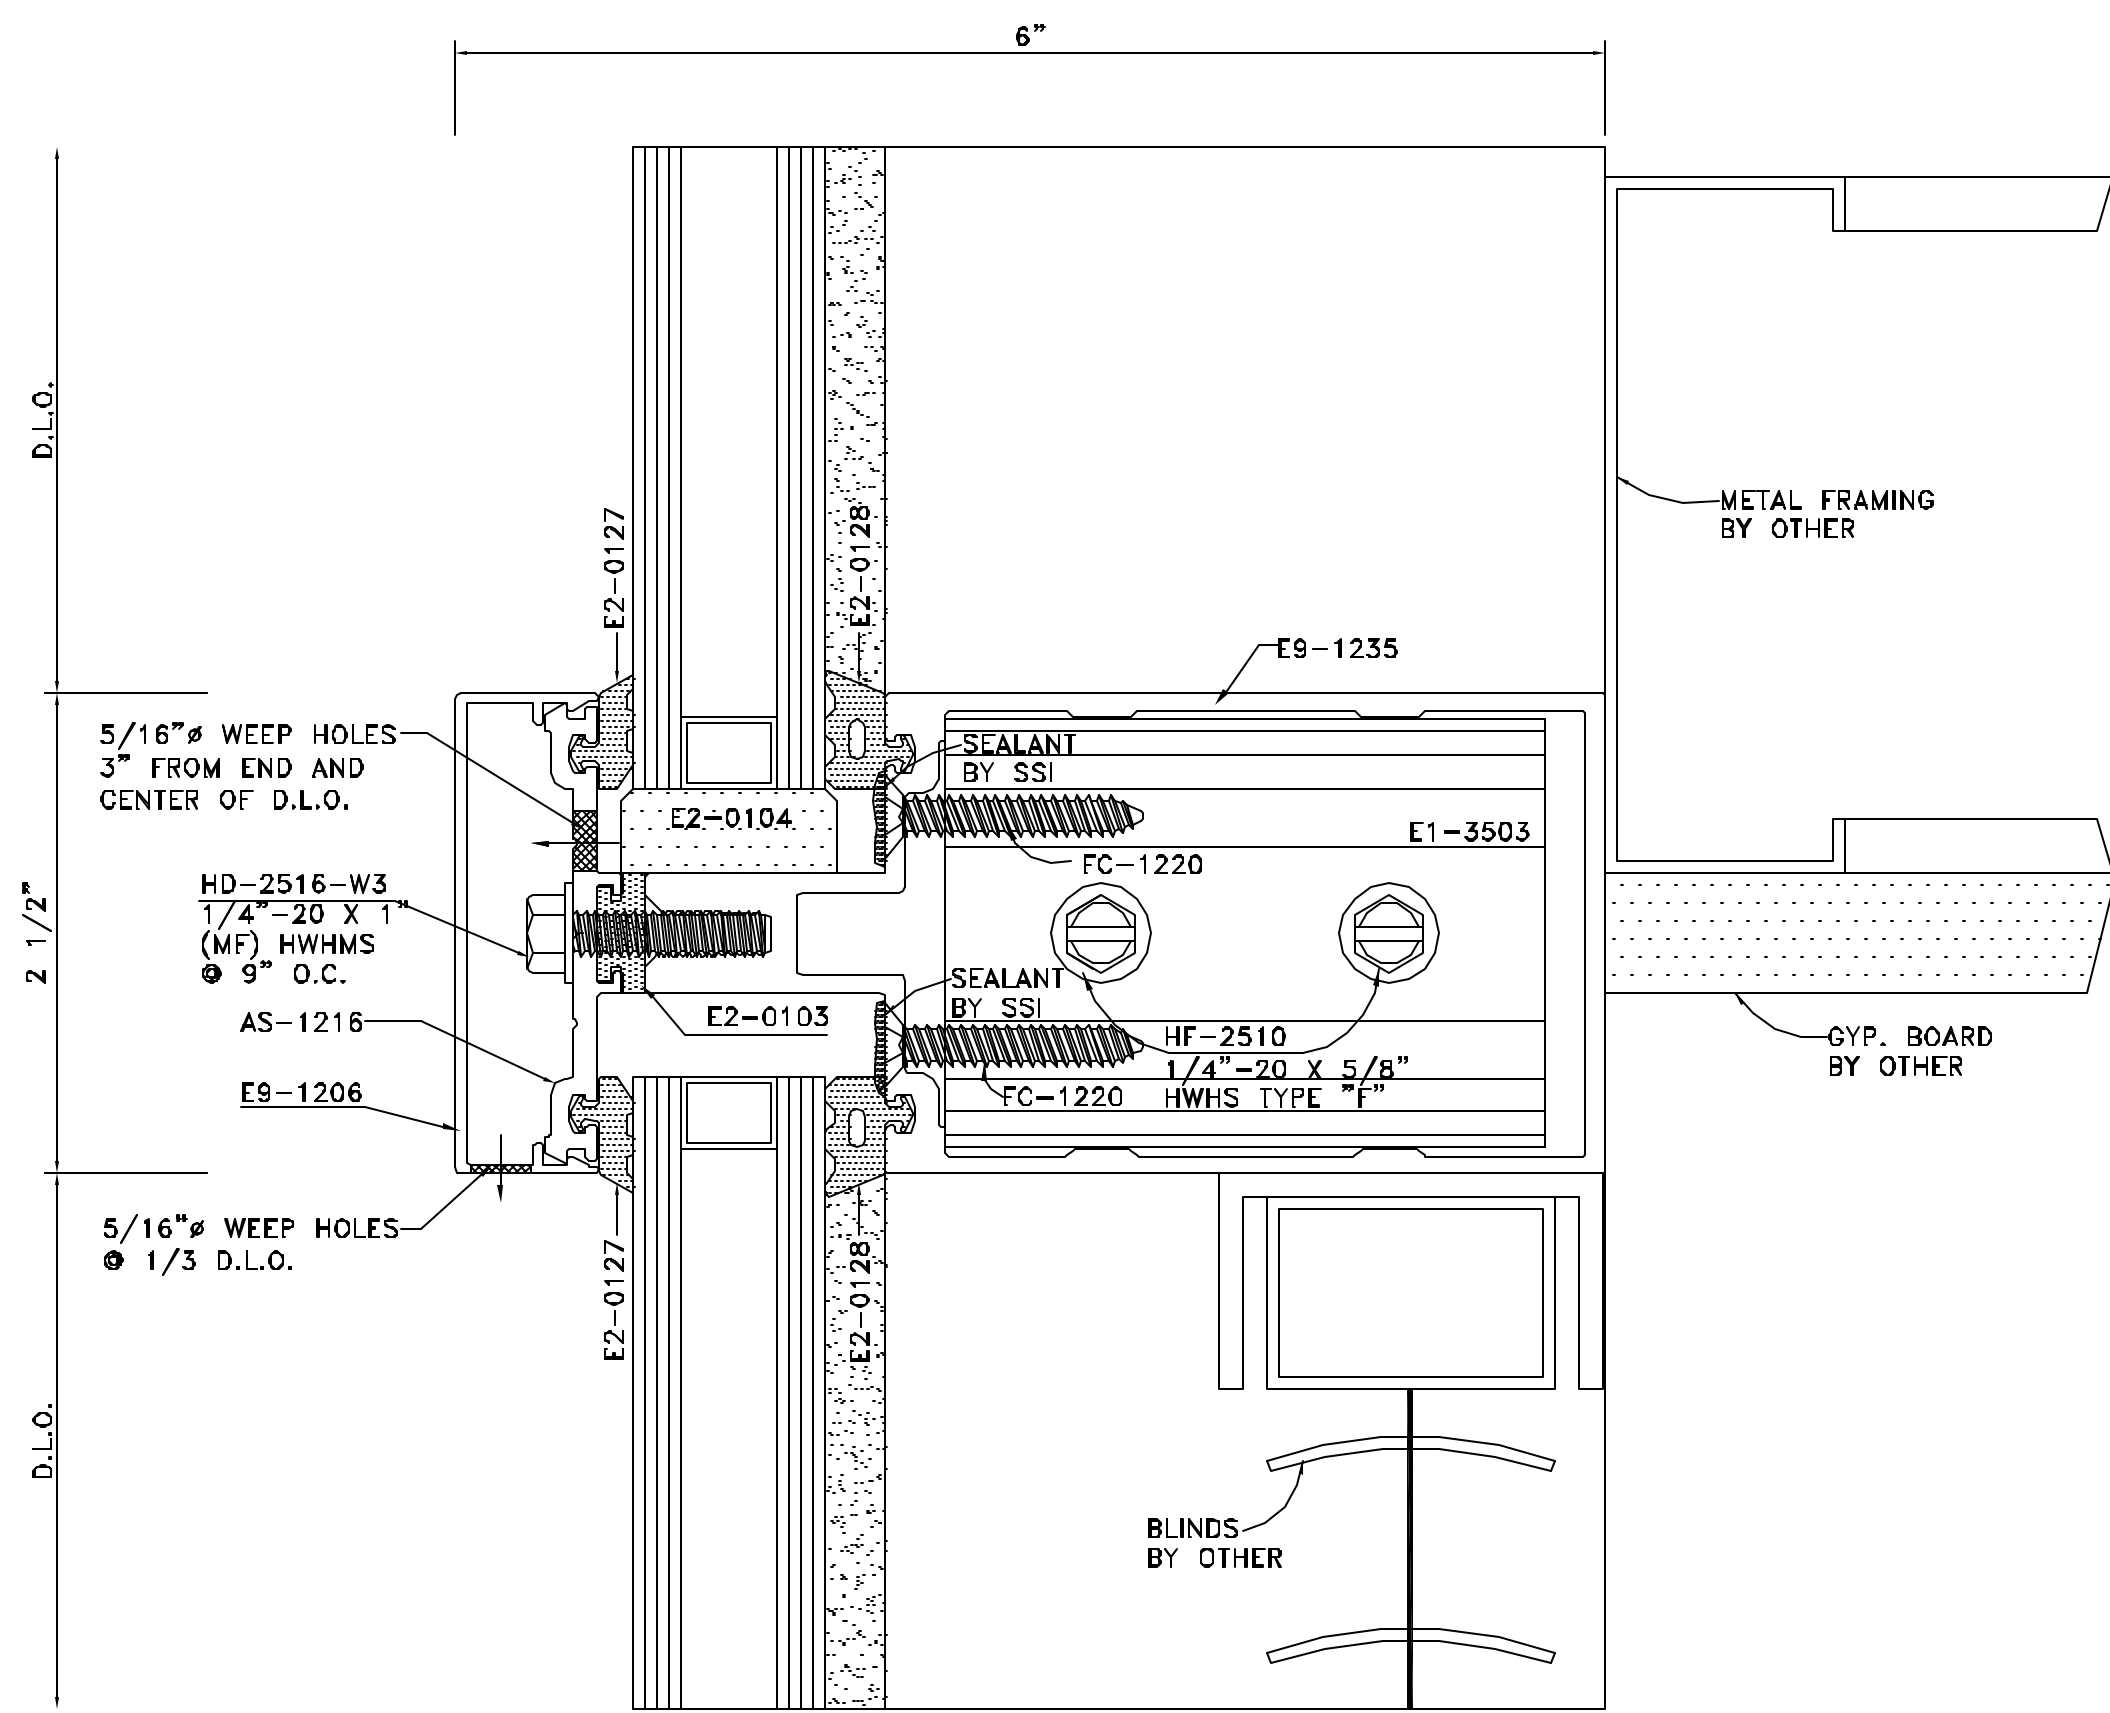 6”
D.L.O.
E2-0127
E2-0128
METAL FRAMING
BY OTHER
E9-1235
5/16”ø WEEP HOLES
3” FROM END AND
CENTER OF D.L.O.
SEALANT
BY SSI
E2-0104
E1-3503
FC-1220
HD-2516-W3
1/4”-20 X 1"
(MF) HWHMS
@ 9” O.C.
2 1/2”
SEALANT
BY SSI
E2-0103
AS-1216
HF-2510
1/4”-20 X 5/8”
HWHS TYPE ”F”
GYP. BOARD
BY OTHER
FC-1220
E9-1206
5/16"ø WEEP HOLES
@ 1/3 D.L.O.
E2-0127
E2-0128
D.L.O.
BLINDS
BY OTHER